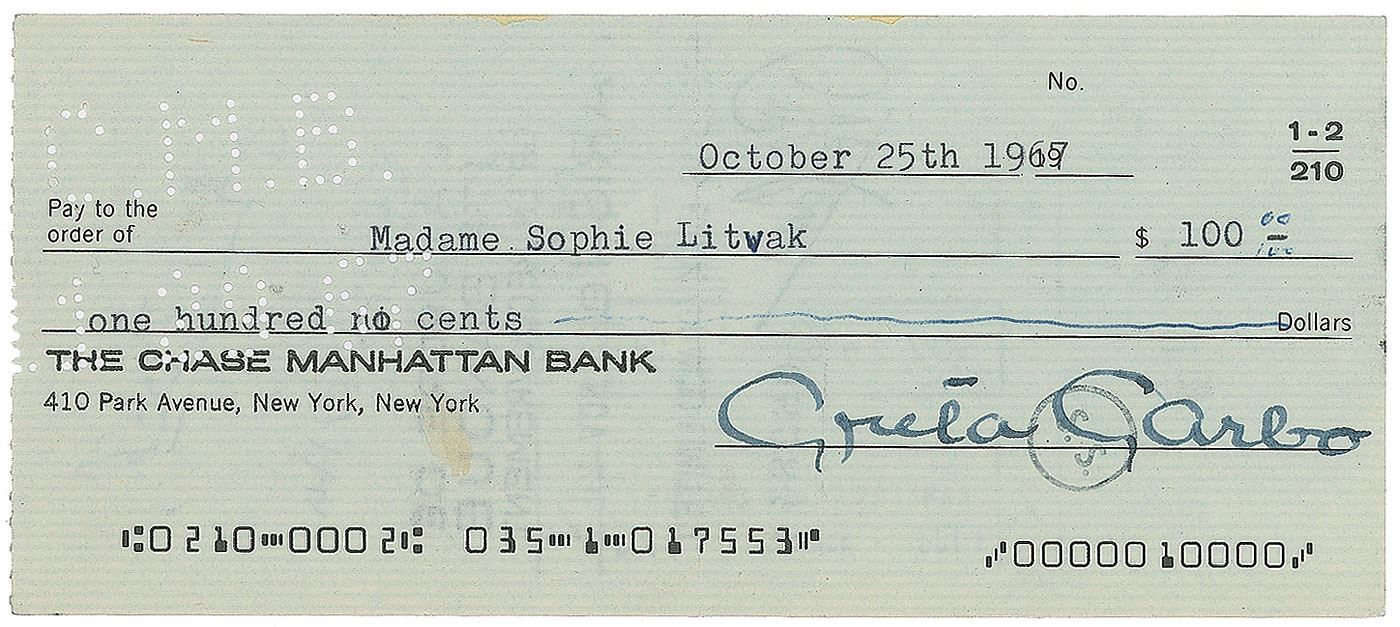 No.
October 25th 1967
1-2
210
C.M.B.
Pay to the
order of Madame Sophie Litwak $ 100 00/100
one hundred no cents Dollars
THE CHASE MANHATTAN BANK
410 Park Avenue, New York, New York
Greta Garbo
⑆0210⑉0002⑆ 035⑉1⑉017553⑈ ⑇0000010000⑇